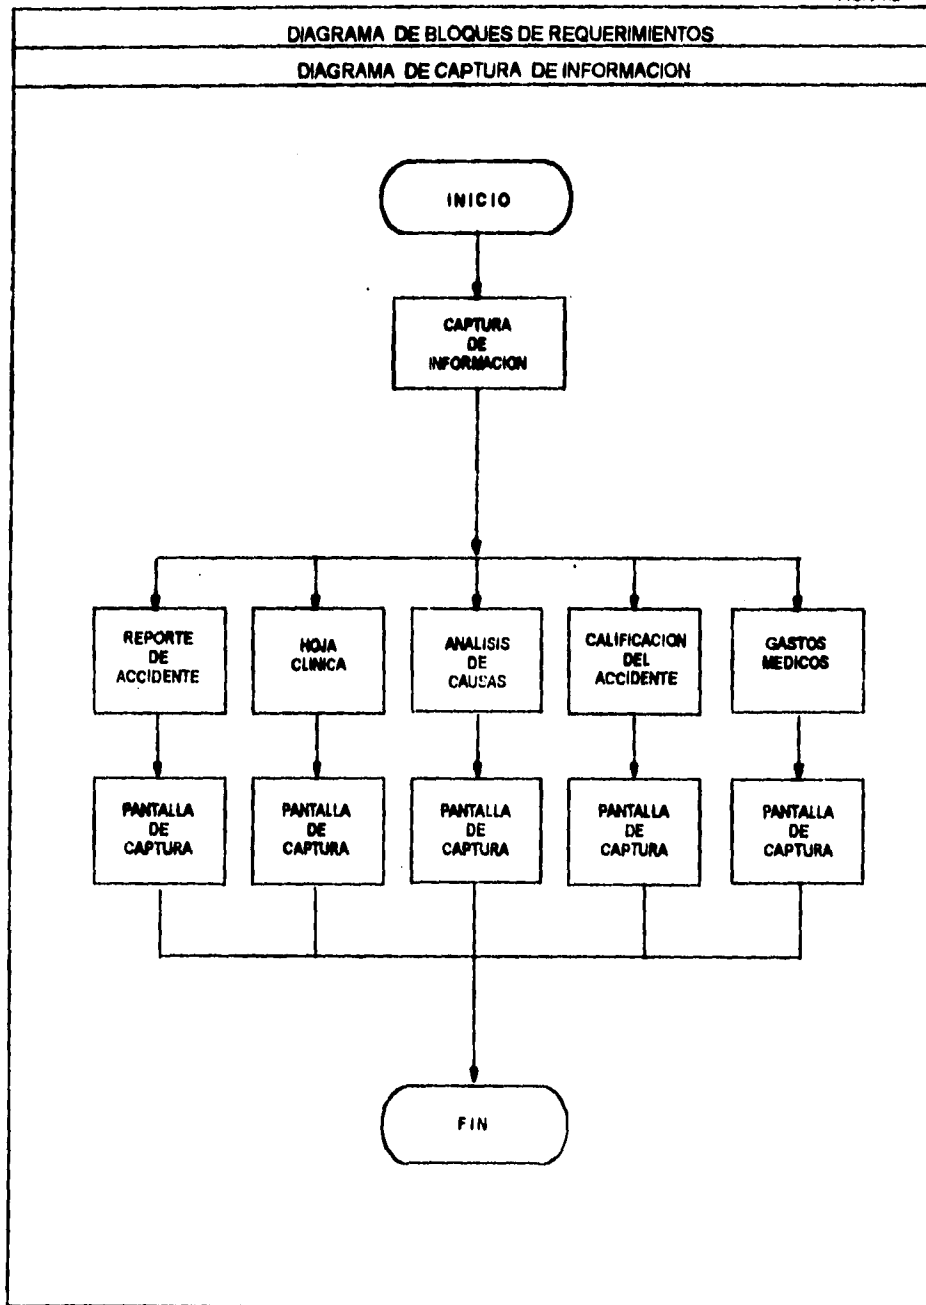 DIAGRAMA DE BLOQUES DE REQUERIMIENTOS
DIAGRAMA DE CAPTURA DE INFORMACION
INICIO
CAPTURA
DE
INFORMACION
REPORTE
DE
ACCIDENTE
HOJA
CLINICA
ANALISIS
DE
CAUSAS
CALIFICACION
DEL
ACCIDENTE
GASTOS
MEDICOS
PANTALLA
DE
CAPTURA
PANTALLA
DE
CAPTURA
PANTALLA
DE
CAPTURA
PANTALLA
DE
CAPTURA
PANTALLA
DE
CAPTURA
FIN